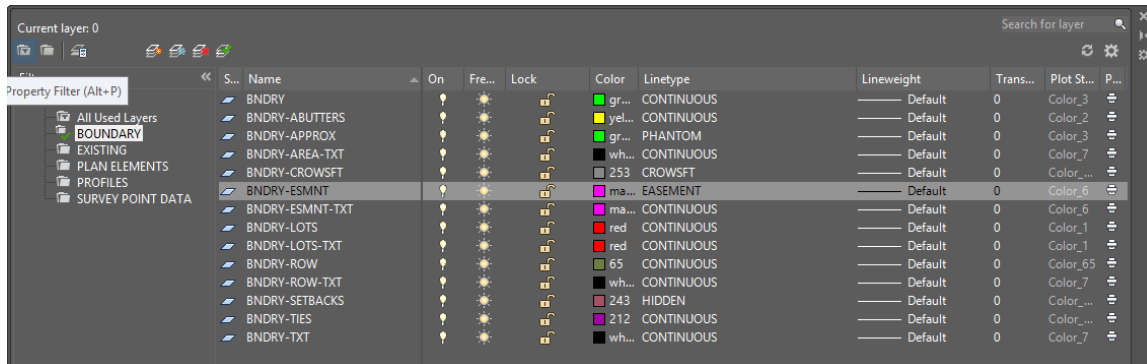 Current layer: 0
Search for layer
S... Name On Fre... Lock Color Linetype Lineweight Trans... Plot St... P...
Property Filter (Alt+P)
BNDRY gr... CONTINUOUS Default 0 Color_3
All Used Layers BNDRY-ABUTTERS yel... CONTINUOUS Default 0 Color_2
BOUNDARY BNDRY-APPROX gr... PHANTOM Default 0 Color_3
EXISTING BNDRY-AREA-TXT wh... CONTINUOUS Default 0 Color_7
PLAN ELEMENTS BNDRY-CROWSFT 253 CROWSFT Default 0 Color_...
PROFILES BNDRY-ESMNT ma... EASEMENT Default 0 Color_6
SURVEY POINT DATA BNDRY-ESMNT-TXT ma... CONTINUOUS Default 0 Color_6
BNDRY-LOTS red CONTINUOUS Default 0 Color_1
BNDRY-LOTS-TXT red CONTINUOUS Default 0 Color_1
BNDRY-ROW 65 CONTINUOUS Default 0 Color_65
BNDRY-ROW-TXT wh... CONTINUOUS Default 0 Color_7
BNDRY-SETBACKS 243 HIDDEN Default 0 Color_...
BNDRY-TIES 212 CONTINUOUS Default 0 Color_...
BNDRY-TXT wh... CONTINUOUS Default 0 Color_7